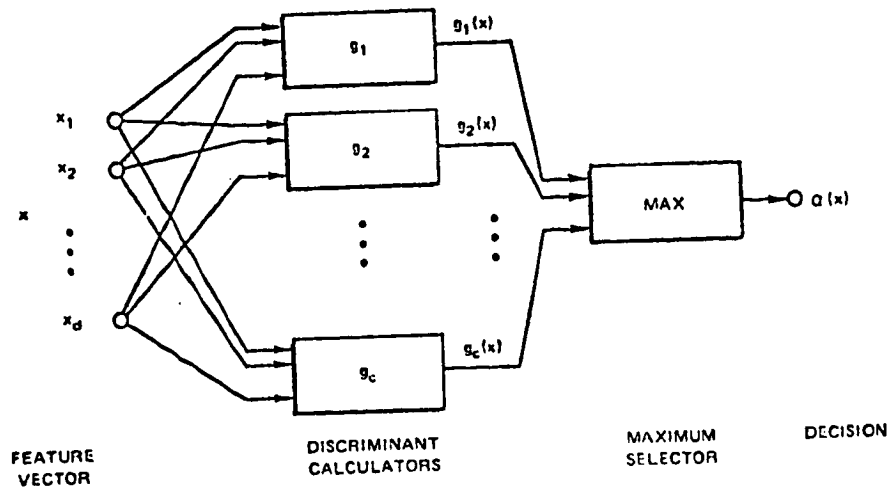 g₁
g₁(x)
x₁
g₂
g₂(x)
x₂
x
MAX
α(x)
x_d
g_c
g_c(x)
FEATURE
VECTOR
DISCRIMINANT
CALCULATORS
MAXIMUM
SELECTOR
DECISION